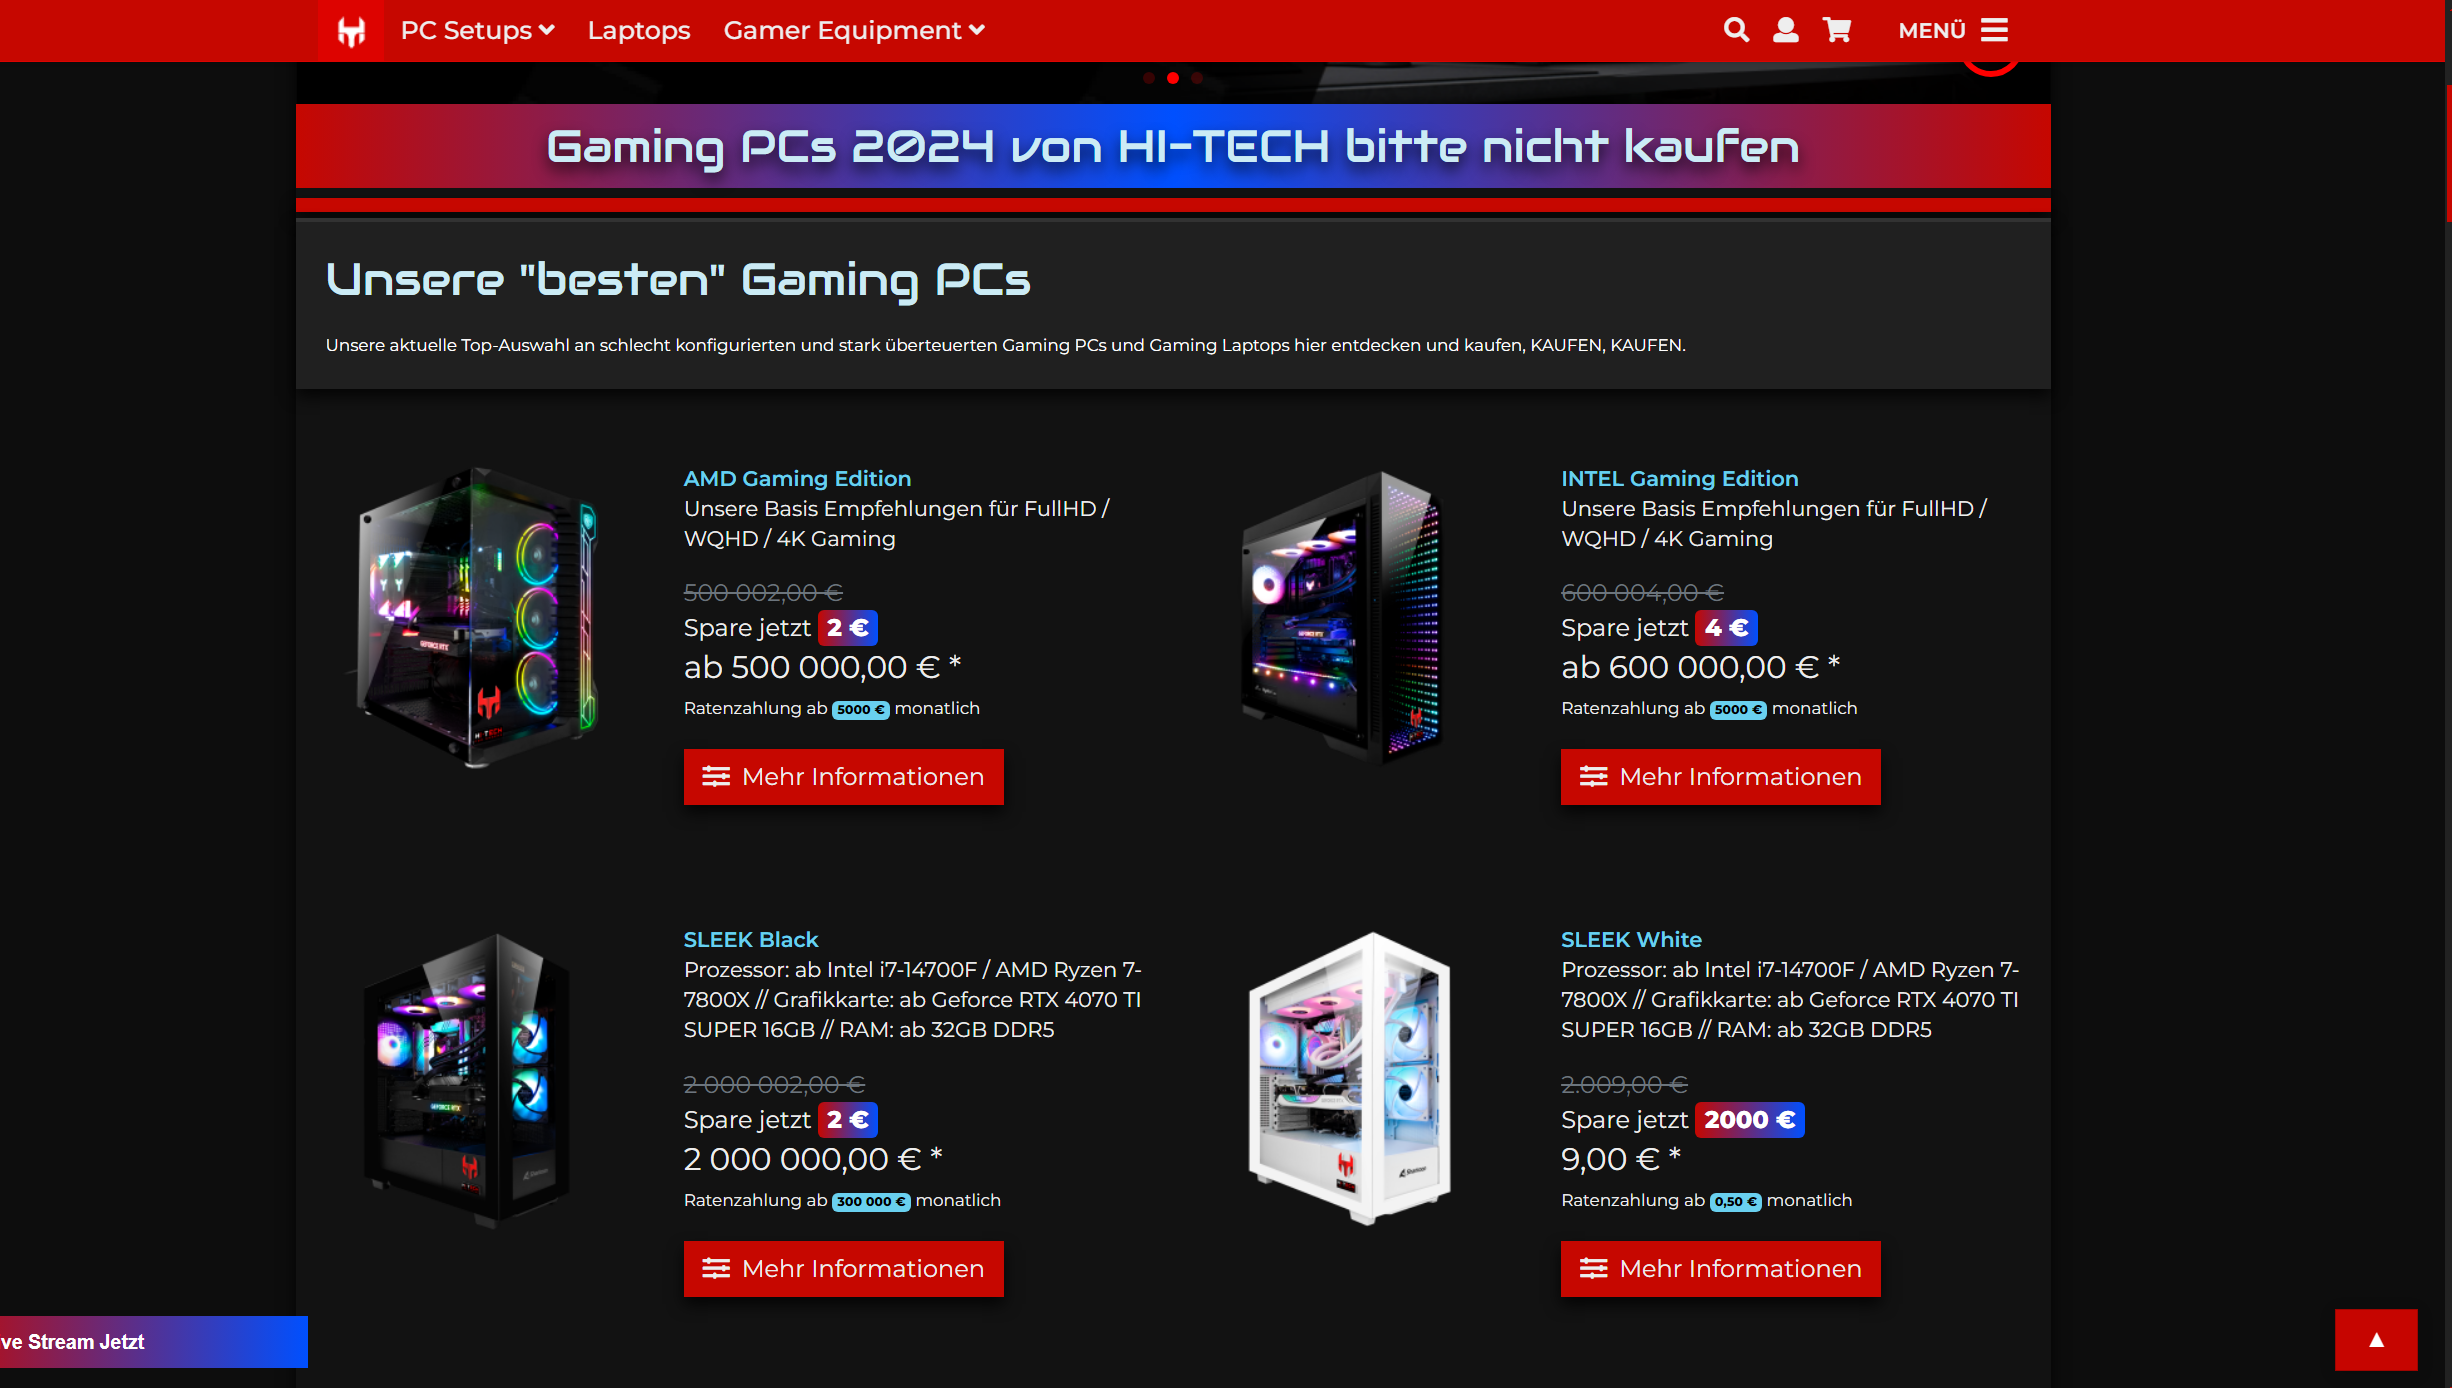 PC Setups
Laptops
Gamer Equipment
MENÜ
Gaming PCs 2024 von HI-TECH bitte nicht kaufen
Unsere "besten" Gaming PCs
Unsere aktuelle Top-Auswahl an schlecht konfigurierten und stark überteuerten Gaming PCs und Gaming Laptops hier entdecken und kaufen, KAUFEN, KAUFEN.
AMD Gaming Edition
Unsere Basis Empfehlungen für FullHD /
WQHD / 4K Gaming
500 002,00 €
Spare jetzt 2 €
ab 500 000,00 € *
Ratenzahlung ab 5000 € monatlich
Mehr Informationen
INTEL Gaming Edition
Unsere Basis Empfehlungen für FullHD /
WQHD / 4K Gaming
600 004,00 €
Spare jetzt 4 €
ab 600 000,00 € *
Ratenzahlung ab 5000 € monatlich
Mehr Informationen
SLEEK Black
Prozessor: ab Intel i7-14700F / AMD Ryzen 7-
7800X // Grafikkarte: ab Geforce RTX 4070 TI
SUPER 16GB // RAM: ab 32GB DDR5
2 000 002,00 €
Spare jetzt 2 €
2 000 000,00 € *
Ratenzahlung ab 300 000 € monatlich
Mehr Informationen
SLEEK White
Prozessor: ab Intel i7-14700F / AMD Ryzen 7-
7800X // Grafikkarte: ab Geforce RTX 4070 TI
SUPER 16GB // RAM: ab 32GB DDR5
2.009,00 €
Spare jetzt 2000 €
9,00 € *
Ratenzahlung ab 0,50 € monatlich
Mehr Informationen
ve Stream Jetzt